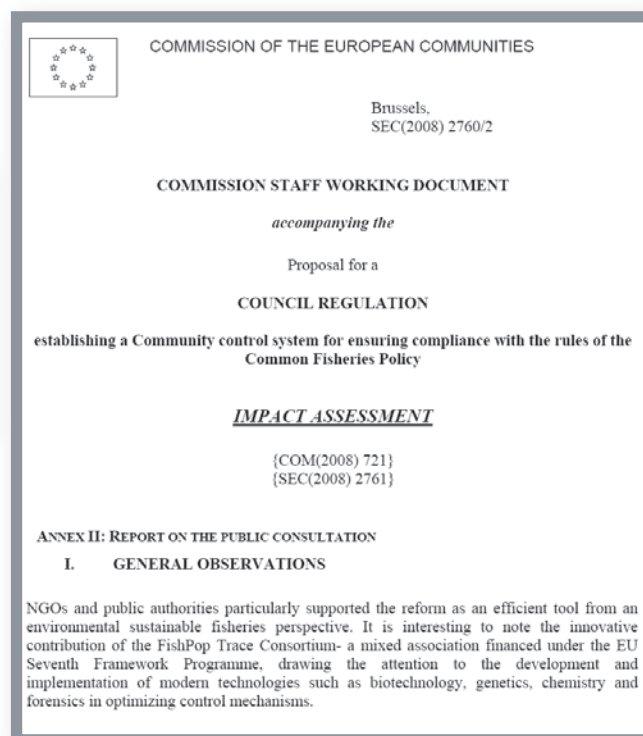 COMMISSION OF THE EUROPEAN COMMUNITIES
Brussels,
SEC(2008) 2760/2
COMMISSION STAFF WORKING DOCUMENT
accompanying the
Proposal for a
COUNCIL REGULATION
establishing a Community control system for ensuring compliance with the rules of the
Common Fisheries Policy
IMPACT ASSESSMENT
{COM(2008) 721}
{SEC(2008) 2761}
ANNEX II: REPORT ON THE PUBLIC CONSULTATION
I. GENERAL OBSERVATIONS
NGOs and public authorities particularly supported the reform as an efficient tool from an
environmental sustainable fisheries perspective. It is interesting to note the innovative
contribution of the FishPop Trace Consortium- a mixed association financed under the EU
Seventh Framework Programme, drawing the attention to the development and
implementation of modern technologies such as biotechnology, genetics, chemistry and
forensics in optimizing control mechanisms.